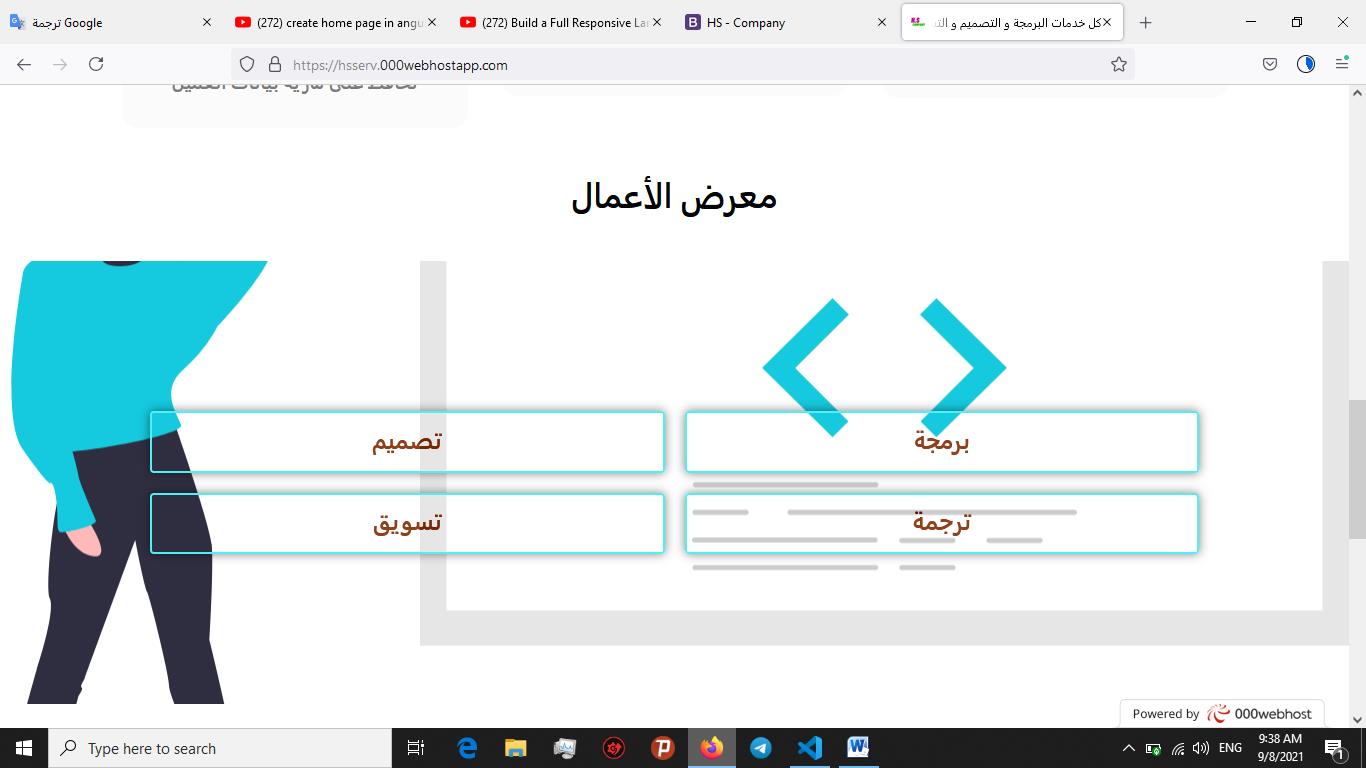 ترجمة Google
(272) create home page in angu
(272) Build a Full Responsive La
HS - Company
كل خدمات البرمجة و التصميم و الت
https://hsserv.000webhostapp.com
معرض الأعمال
برمجة
تصميم
ترجمة
تسويق
Powered by 000webhost
Type here to search
ENG
9:38 AM
9/8/2021
1